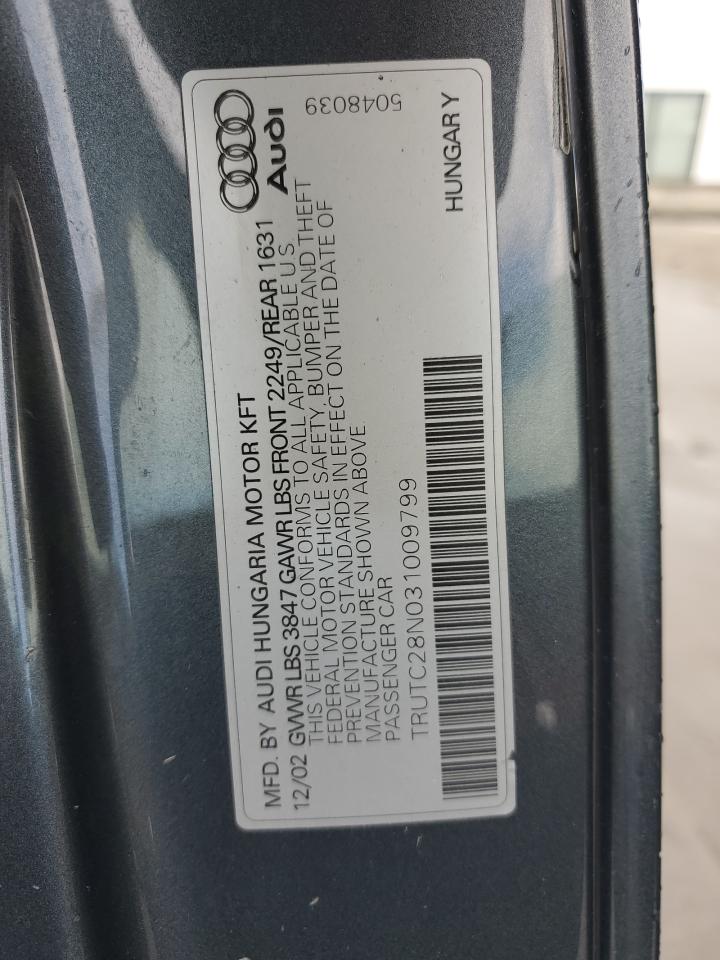 MFD. BY AUDI HUNGARIA MOTOR KFT
12/02 GVWR LBS 3847 GAWR LBS FRONT 2249/REAR 1631
THIS VEHICLE CONFORMS TO ALL APPLICABLE U S
FEDERAL MOTOR VEHICLE SAFETY, BUMPER AND THEFT
PREVENTION STANDARDS IN EFFECT ON THE DATE OF
MANUFACTURE SHOWN ABOVE.
PASSENGER CAR
TRUTC28N031009799
Audi
5048039
HUNGARY